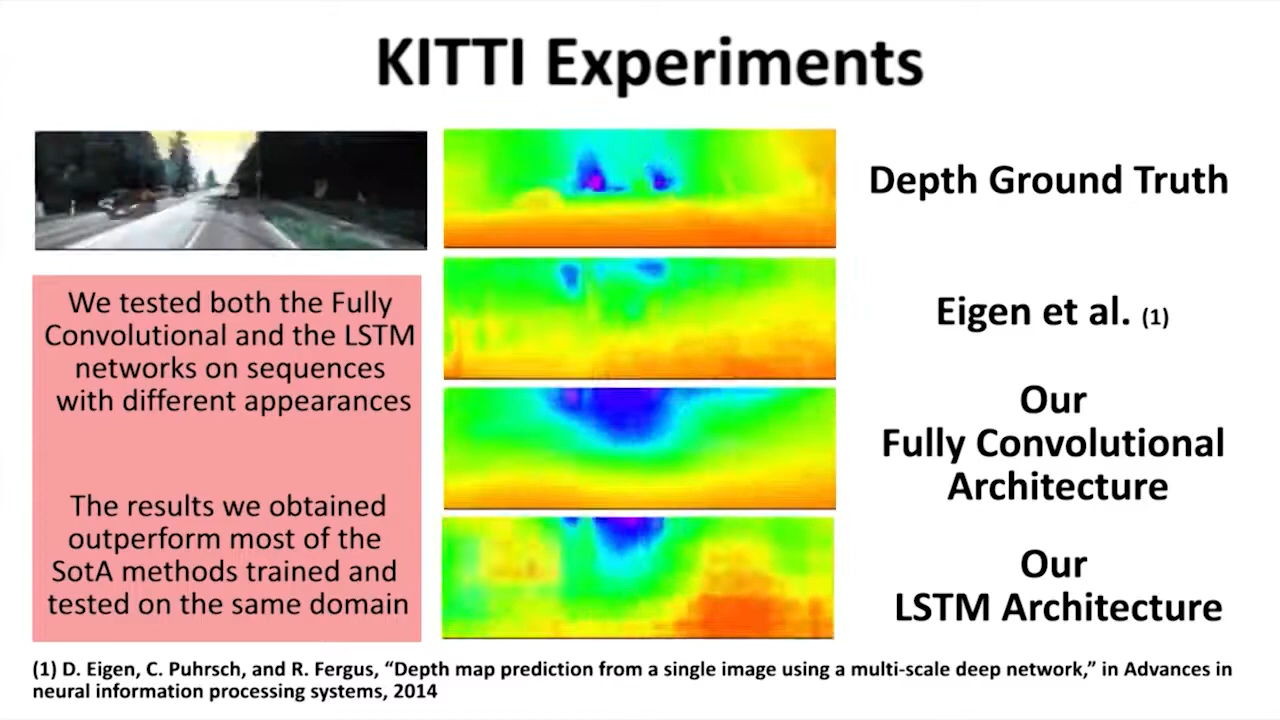 KITTI Experiments
Depth Ground Truth
We tested both the Fully
Convolutional and the LSTM
networks on sequences
with different appearances
The results we obtained
outperform most of the
SotA methods trained and
tested on the same domain
Eigen et al. (1)
Our
Fully Convolutional
Architecture
Our
LSTM Architecture
(1) D. Eigen, C. Puhrsch, and R. Fergus, “Depth map prediction from a single image using a multi-scale deep network,” in Advances in
neural information processing systems, 2014